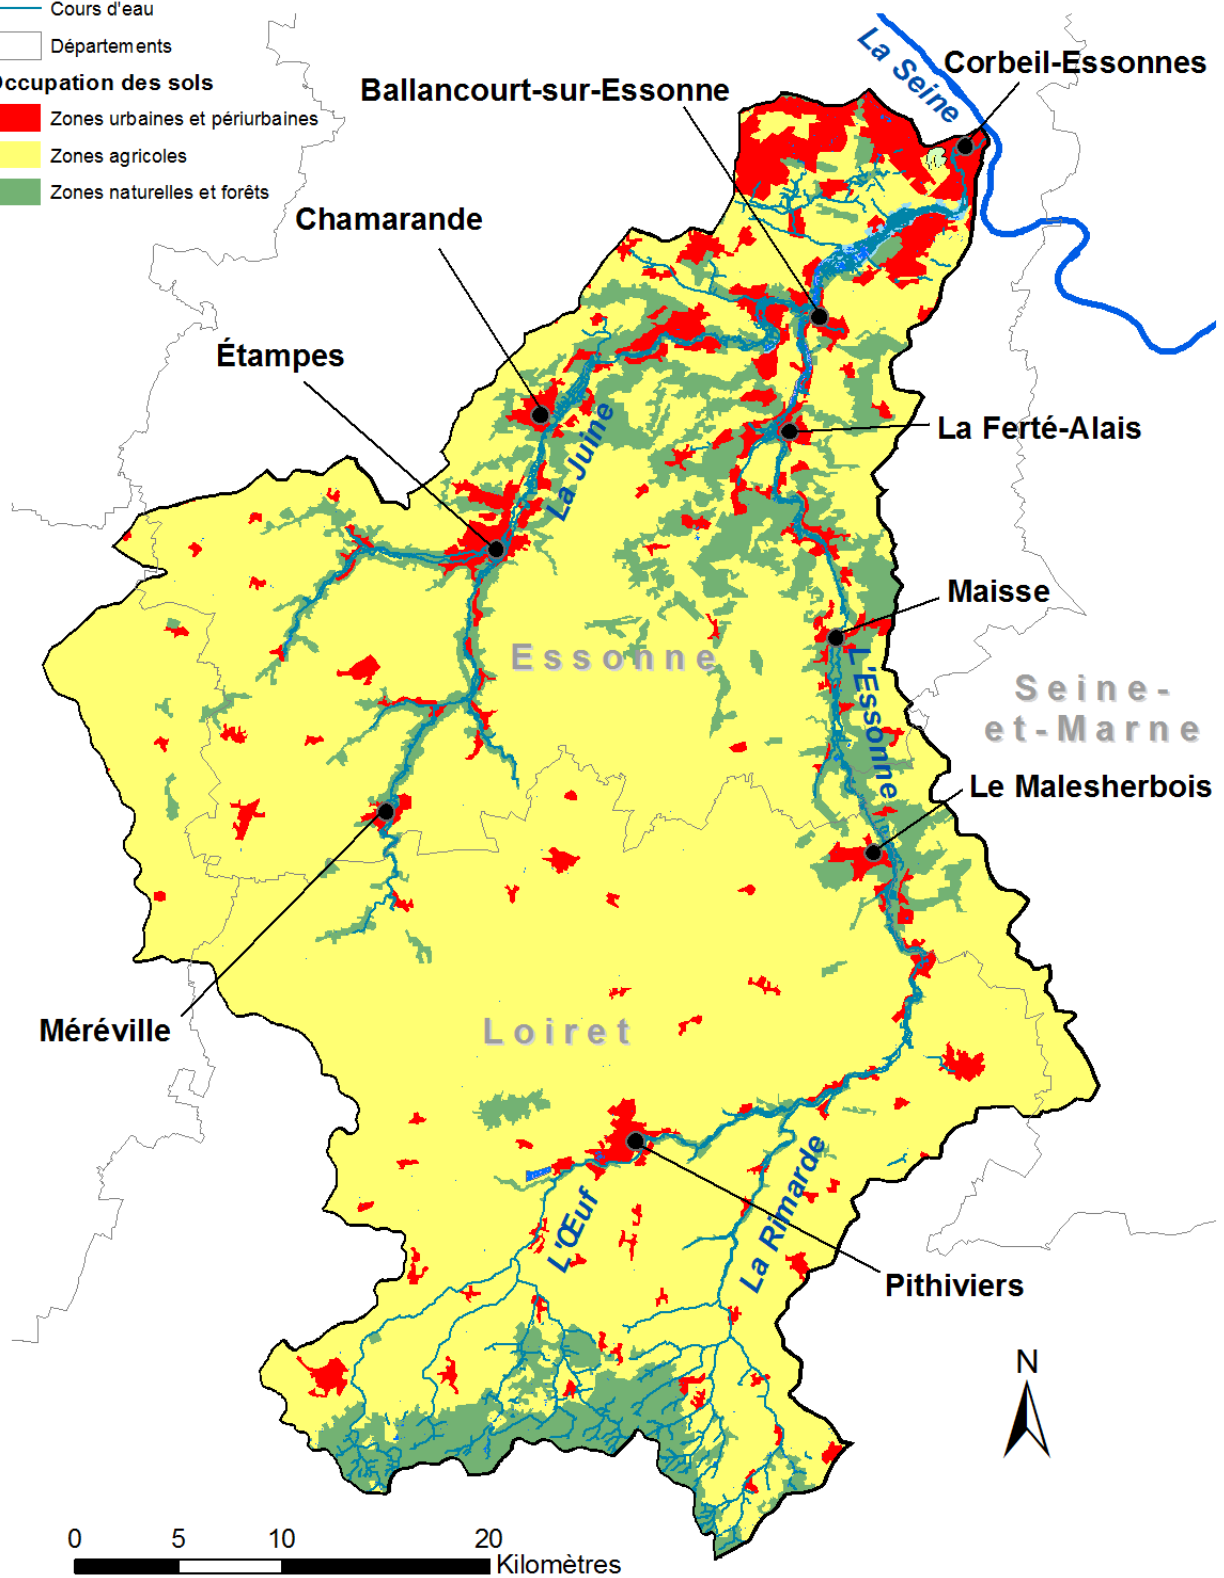 Cours d'eau
Départements
Occupation des sols
Zones urbaines et périurbaines
Zones agricoles
Zones naturelles et forêts
La Seine
Corbeil-Essonnes
Ballancourt-sur-Essonne
Chamarande
Étampes
La Juine
La Ferté-Alais
Maisse
Essonne
L'Essonne
Seine-
et-Marne
Le Malesherbois
Méréville
Loiret
L'Œuf
La Rimarde
Pithiviers
N
0 5 10 20
Kilomètres